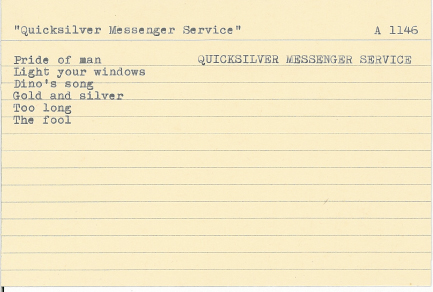 "Quicksilver Messenger Service" A 1146
Pride of man QUICKSILVER MESSENGER SERVICE
Light your windows
Dino's song
Gold and silver
Too long
The fool